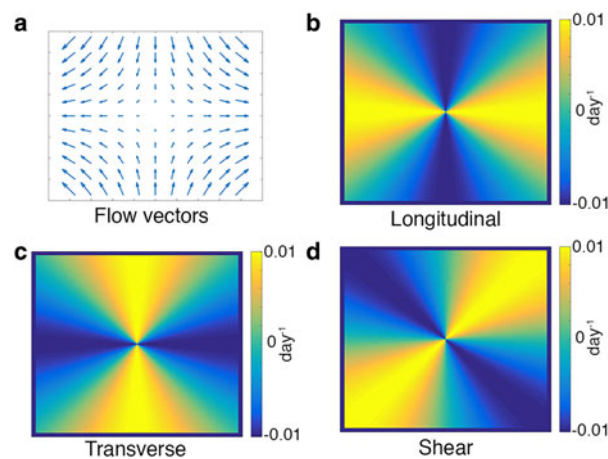 a
Flow vectors
b
0.01
0
-0.01
day-1
Longitudinal
c
0.01
0
-0.01
day-1
Transverse
d
0.01
0
-0.01
day-1
Shear